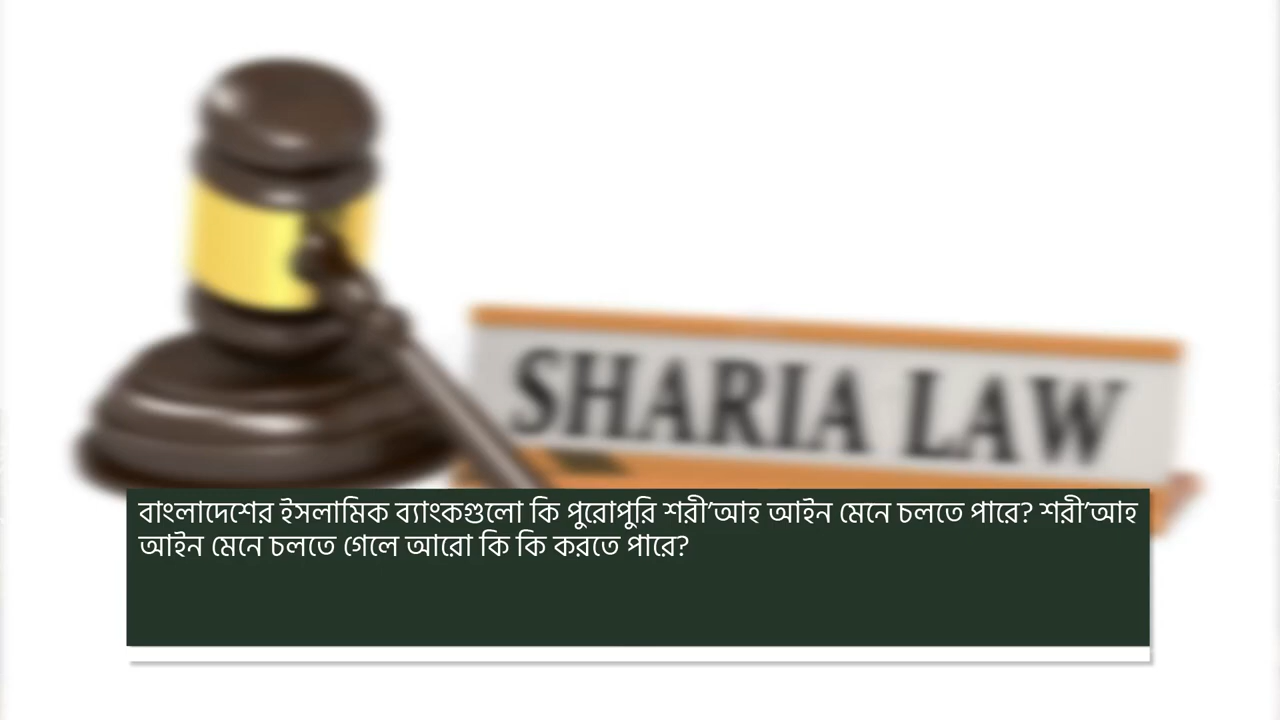 SHARIA LAW
বাংলাদেশের ইসলামিক ব্যাংকগুলো কি পুরোপুরি শরী’আহ আইন মেনে চলতে পারে? শরী’আহ
আইন মেনে চলতে গেলে আরো কি কি করতে পারে?